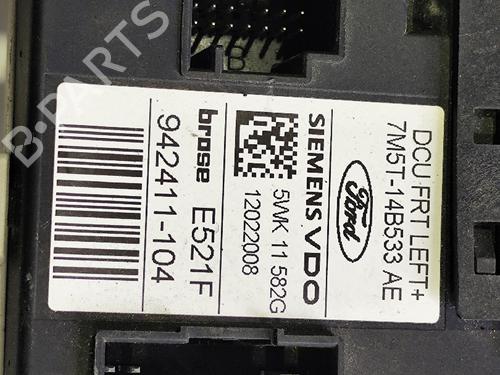 DCU FRT LEFT+
7M5T-14B533 AE
Ford
SIEMENS VDO
5WK 11 582G
12022008
brose E521F
942411-104
B
B-PARTS